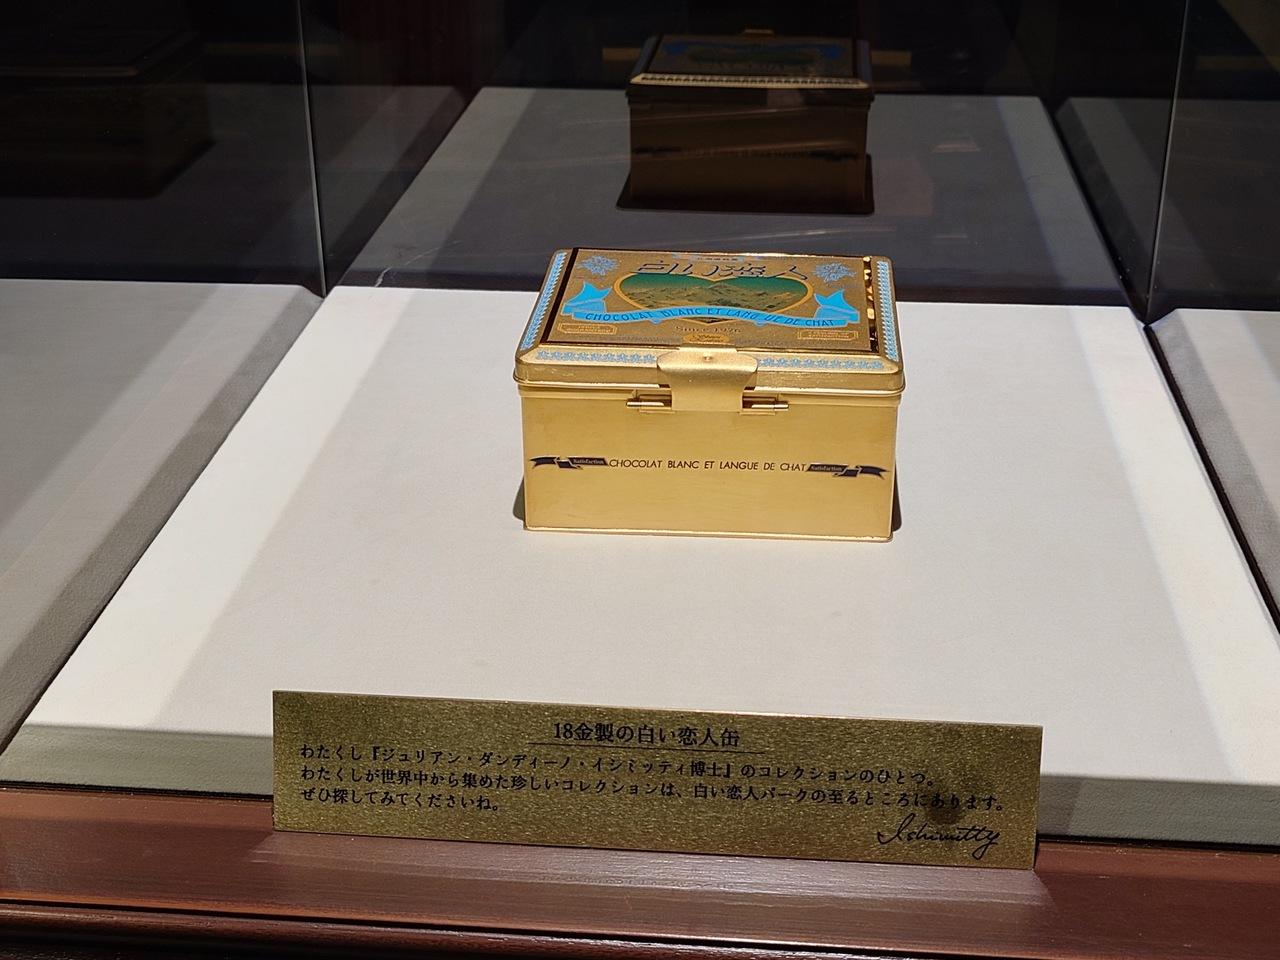 白い恋人
CHOCOLAT BLANC ET LANGUE DE CHAT
Since 1976
Satisfaction CHOCOLAT BLANC ET LANGUE DE CHAT Satisfaction
18金製の白い恋人缶
わたくし『ジュリアン・ダンディーノ・イシミッティ博士』のコレクションのひとつ。
わたくしが世界中から集めた珍しいコレクションは、白い恋人パークの至るところにあります。
ぜひ探してみてくださいね。
Ishimitty